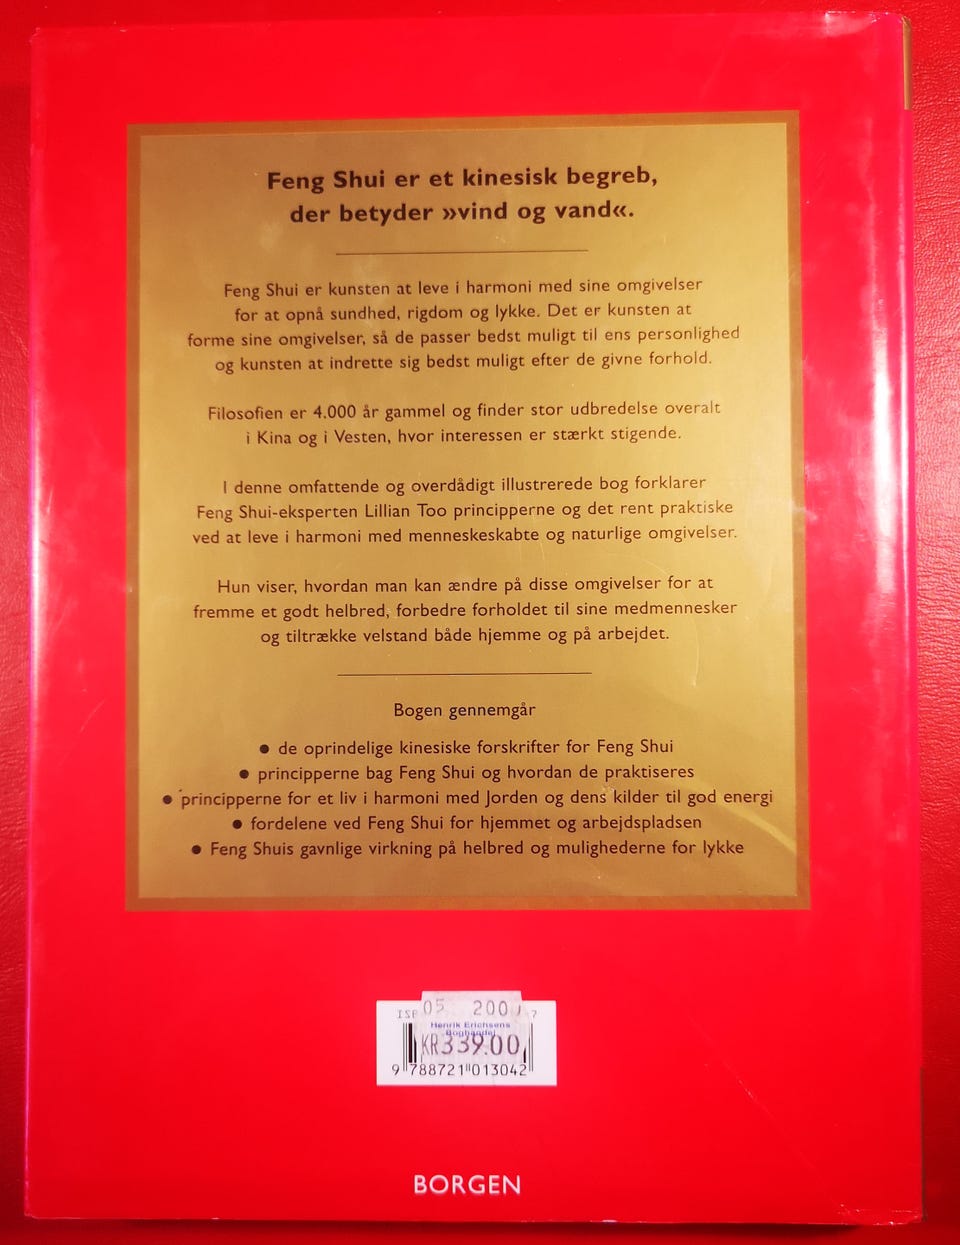 Feng Shui er et kinesisk begreb,
der betyder »vind og vand«.
Feng Shui er kunsten at leve i harmoni med sine omgivelser
for at opnå sundhed, rigdom og lykke. Det er kunsten at
forme sine omgivelser, så de passer bedst muligt til ens personlighed
og kunsten at indrette sig bedst muligt efter de givne forhold.
Filosofien er 4.000 år gammel og finder stor udbredelse overalt
i Kina og i Vesten, hvor interessen er stærkt stigende.
I denne omfattende og overdådigt illustrerede bog forklarer
Feng Shui-eksperten Lillian Too principperne og det rent praktiske
ved at leve i harmoni med menneskeskabte og naturlige omgivelser.
Hun viser, hvordan man kan ændre på disse omgivelser for at
fremme et godt helbred, forbedre forholdet til sine medmennesker
og tiltrække velstand både hjemme og på arbejdet.
Bogen gennemgår
● de oprindelige kinesiske forskrifter for Feng Shui
● principperne bag Feng Shui og hvordan de praktiseres
● principperne for et liv i harmoni med Jorden og dens kilder til god energi
● fordelene ved Feng Shui for hjemmet og arbejdspladsen
● Feng Shuis gavnlige virkning på helbred og mulighederne for lykke
05 200
Henrik Erichsens
Boghandel
KR339.00
9 788721 013042
BORGEN